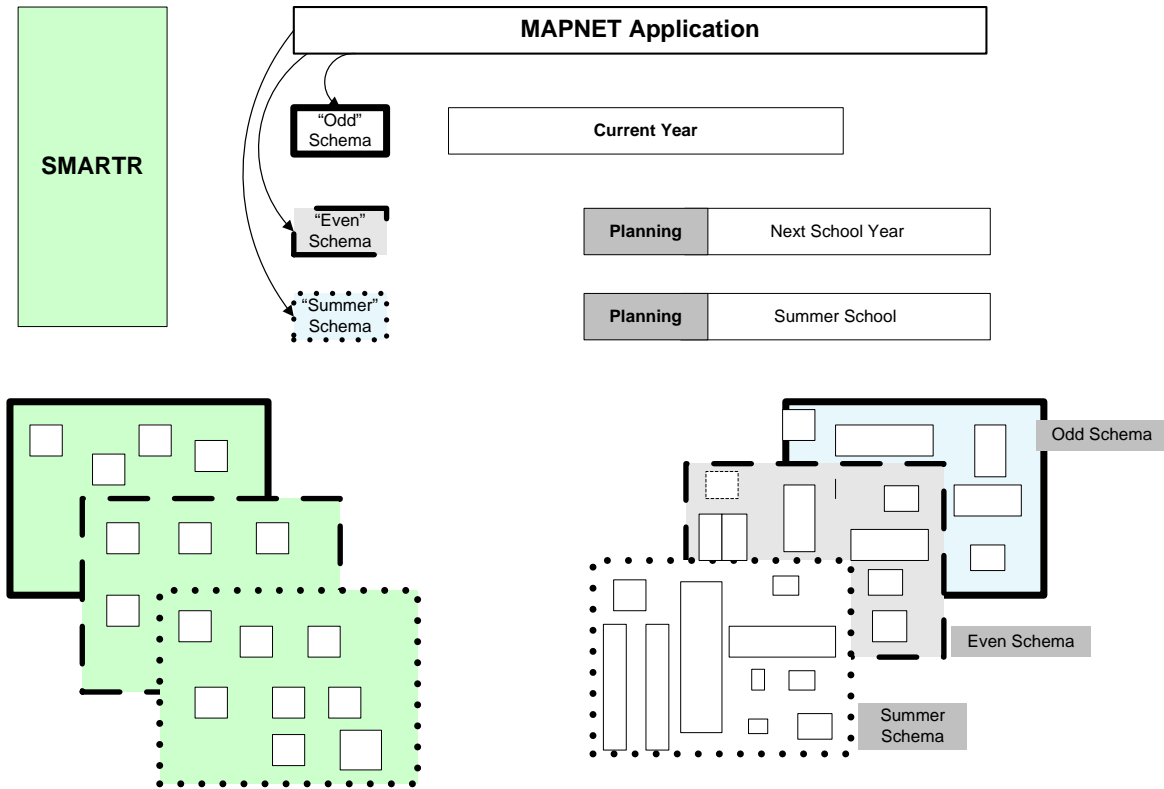 MAPNET Application
SMARTR
“Odd”
Schema
Current Year
“Even”
Schema
Planning
Next School Year
“Summer”
Schema
Planning
Summer School
Odd Schema
Even Schema
Summer
Schema